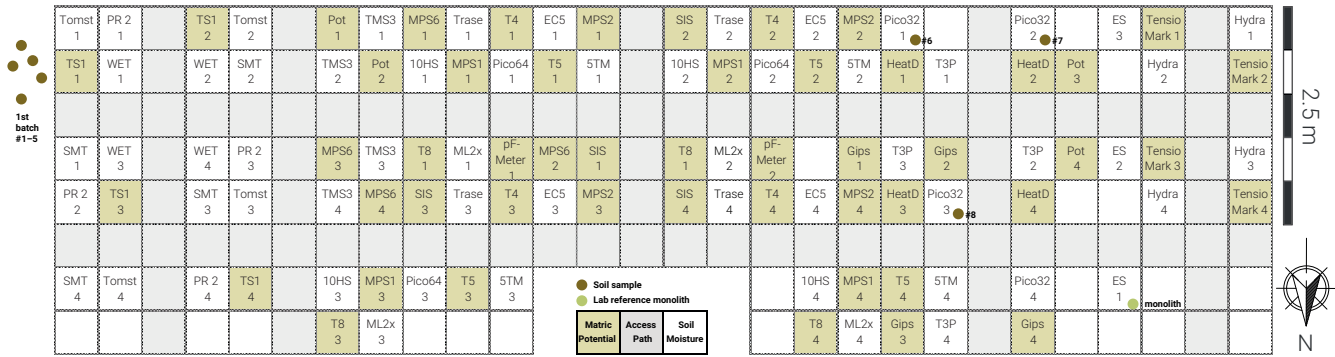 Tomst PR 2 TS1 Tomst Pot TMS3 MPS6 Trase T4 EC5 MPS2 SIS Trase T4 EC5 MPS2 Pico32 Pico32 ES Tensio Hydra
1 1 2 2 1 1 1 1 1 1 1 2 2 2 2 2 1 #6 2 #7 3 Mark 1 1
TS1 WET WET SMT TMS3 Pot 10HS MPS1 Pico64 T5 5TM 10HS MPS1 Pico64 T5 5TM HeatD T3P HeatD Pot Hydra Tensio
1 1 2 2 2 2 1 1 1 1 1 2 2 2 2 2 1 1 2 3 2 Mark 2
1st
batch
#1–5
2.5 m
SMT WET WET PR 2 MPS6 TMS3 T8 ML2x pF-Meter MPS6 SIS T8 ML2x pF-Meter Gips T3P Gips T3P Pot ES Tensio Hydra
1 3 4 3 3 3 1 1 1 2 1 1 2 2 1 3 2 2 4 2 Mark 3 3
PR 2 TS1 SMT Tomst TMS3 MPS6 SIS Trase T4 EC5 MPS2 SIS Trase T4 EC5 MPS2 HeatD Pico32 HeatD Hydra Tensio
2 3 3 3 4 4 3 3 3 3 3 4 4 4 4 4 3 3 #8 4 4 Mark 4
SMT Tomst PR 2 TS1 10HS MPS1 Pico64 T5 5TM 10HS MPS1 T5 5TM Pico32 ES
4 4 4 4 3 3 3 3 3 4 4 4 4 4 1 monolith
Soil sample
Lab reference monolith
T8 ML2x T8 ML2x Gips T3P Gips
3 3 4 4 3 4 4
Matric Access Soil
Potential Path Moisture
N